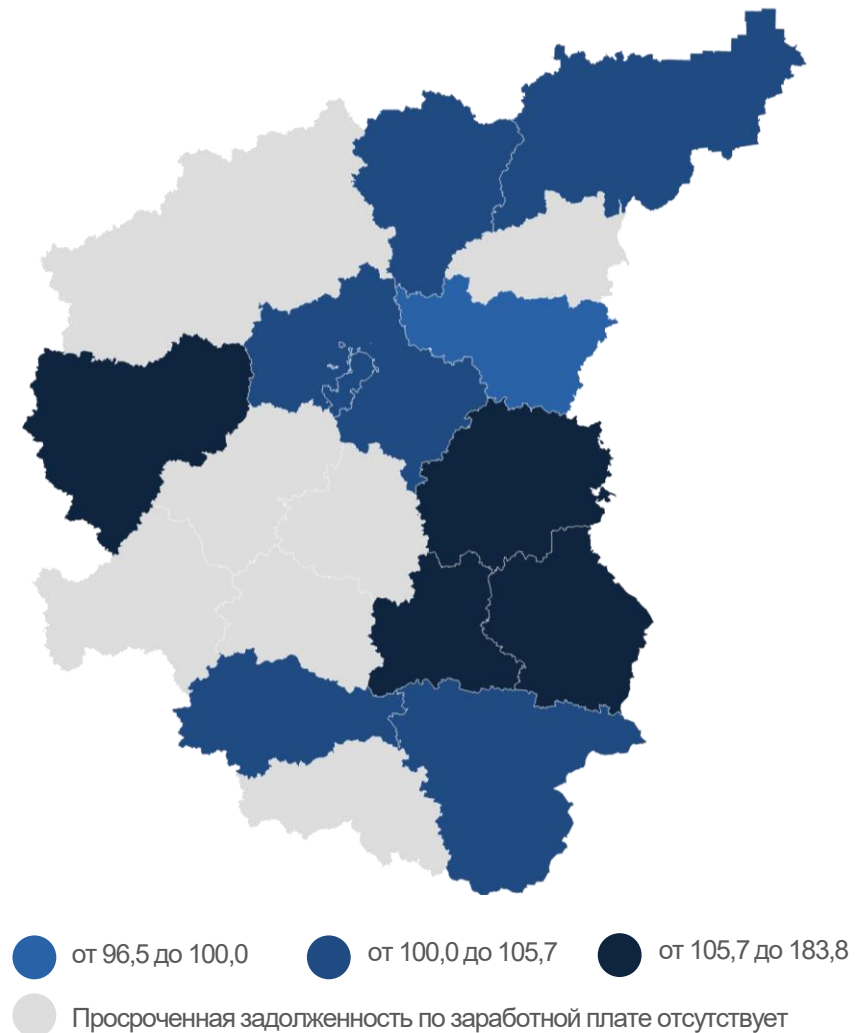 от 96,5 до 100,0
от 100,0 до 105,7
от 105,7 до 183,8
Просроченная задолженность по заработной плате отсутствует